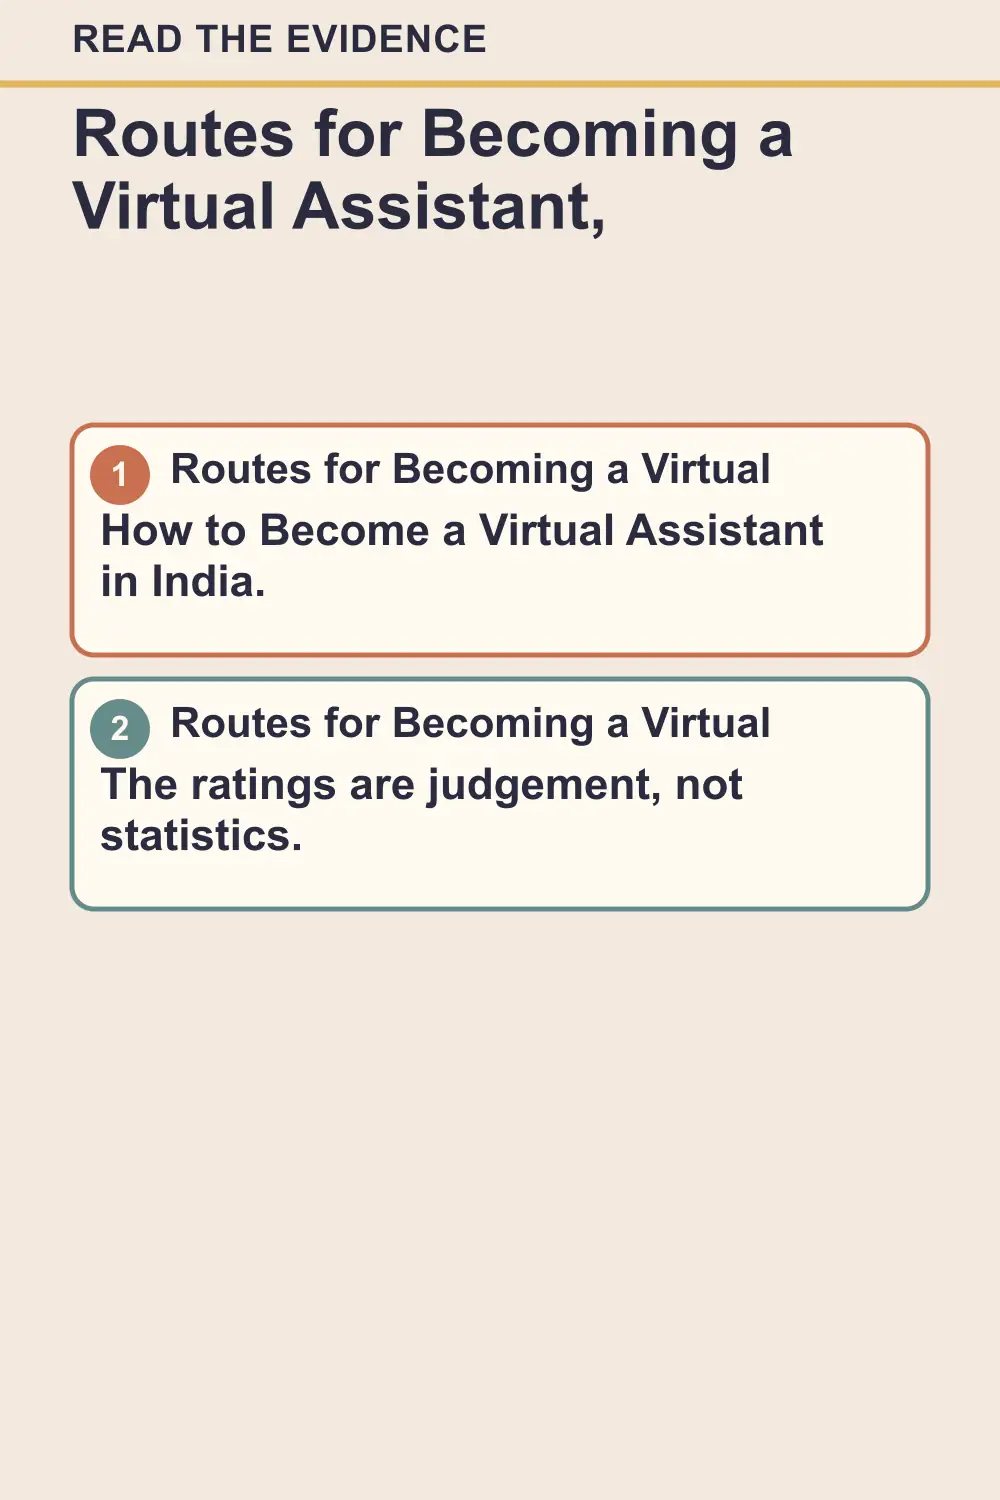 READ THE EVIDENCE
Routes for Becoming a
Virtual Assistant,
1 Routes for Becoming a Virtual
How to Become a Virtual Assistant
in India.
2 Routes for Becoming a Virtual
The ratings are judgement, not
statistics.